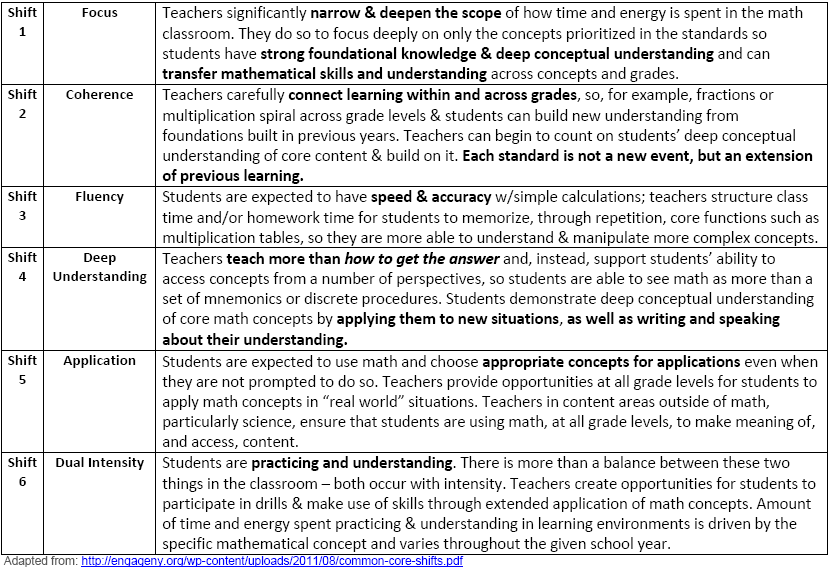 Shift 1 Focus Teachers significantly narrow & deepen the scope of how time and energy is spent in the math
classroom. They do so to focus deeply on only the concepts prioritized in the standards so
students have strong foundational knowledge & deep conceptual understanding and can
transfer mathematical skills and understanding across concepts and grades.
Shift 2 Coherence Teachers carefully connect learning within and across grades, so, for example, fractions or
multiplication spiral across grade levels & students can build new understanding from
foundations built in previous years. Teachers can begin to count on students' deep conceptual
understanding of core content & build on it. Each standard is not a new event, but an extension
of previous learning.
Shift 3 Fluency Students are expected to have speed & accuracy w/simple calculations; teachers structure class
time and/or homework time for students to memorize, through repetition, core functions such as
multiplication tables, so they are more able to understand & manipulate more complex concepts.
Shift 4 Deep Understanding Teachers teach more than how to get the answer and, instead, support students' ability to
access concepts from a number of perspectives, so students are able to see math as more than a
set of mnemonics or discrete procedures. Students demonstrate deep conceptual understanding
of core math concepts by applying them to new situations, as well as writing and speaking
about their understanding.
Shift 5 Application Students are expected to use math and choose appropriate concepts for applications even when
they are not prompted to do so. Teachers provide opportunities at all grade levels for students to
apply math concepts in "real world" situations. Teachers in content areas outside of math,
particularly science, ensure that students are using math, at all grade levels, to make meaning of,
and access, content.
Shift 6 Dual Intensity Students are practicing and understanding. There is more than a balance between these two
things in the classroom – both occur with intensity. Teachers create opportunities for students to
participate in drills & make use of skills through extended application of math concepts. Amount
of time and energy spent practicing & understanding in learning environments is driven by the
specific mathematical concept and varies throughout the given school year.
Adapted from: http://engageny.org/wp-content/uploads/2011/08/common-core-shifts.pdf